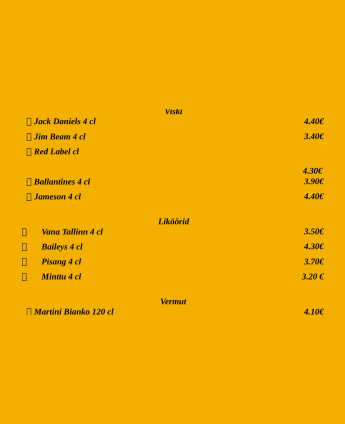 Viski
Jack Daniels 4 cl 4.40€
Jim Beam 4 cl 3.40€
Red Label cl
4.30€
Ballantines 4 cl 3.90€
Jameson 4 cl 4.40€
Liköörid
Vana Tallinn 4 cl 3.50€
Baileys 4 cl 4.30€
Pisang 4 cl 3.70€
Minttu 4 cl 3.20 €
Vermut
Martini Bianko 120 cl 4.10€